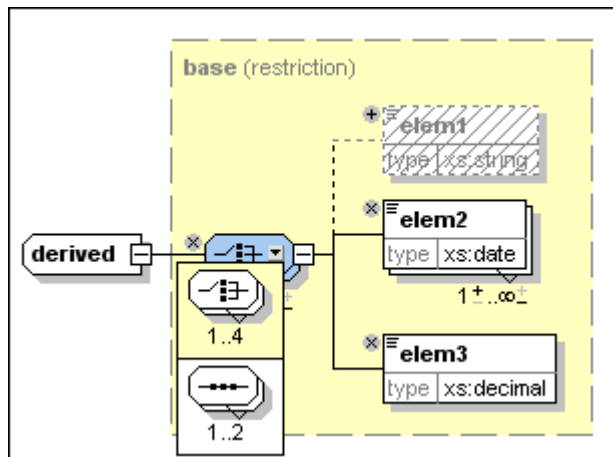 base (restriction)
elem1
type xs:string
derived
elem2
type xs:date
1..∞
1..4
elem3
type xs:decimal
1..2